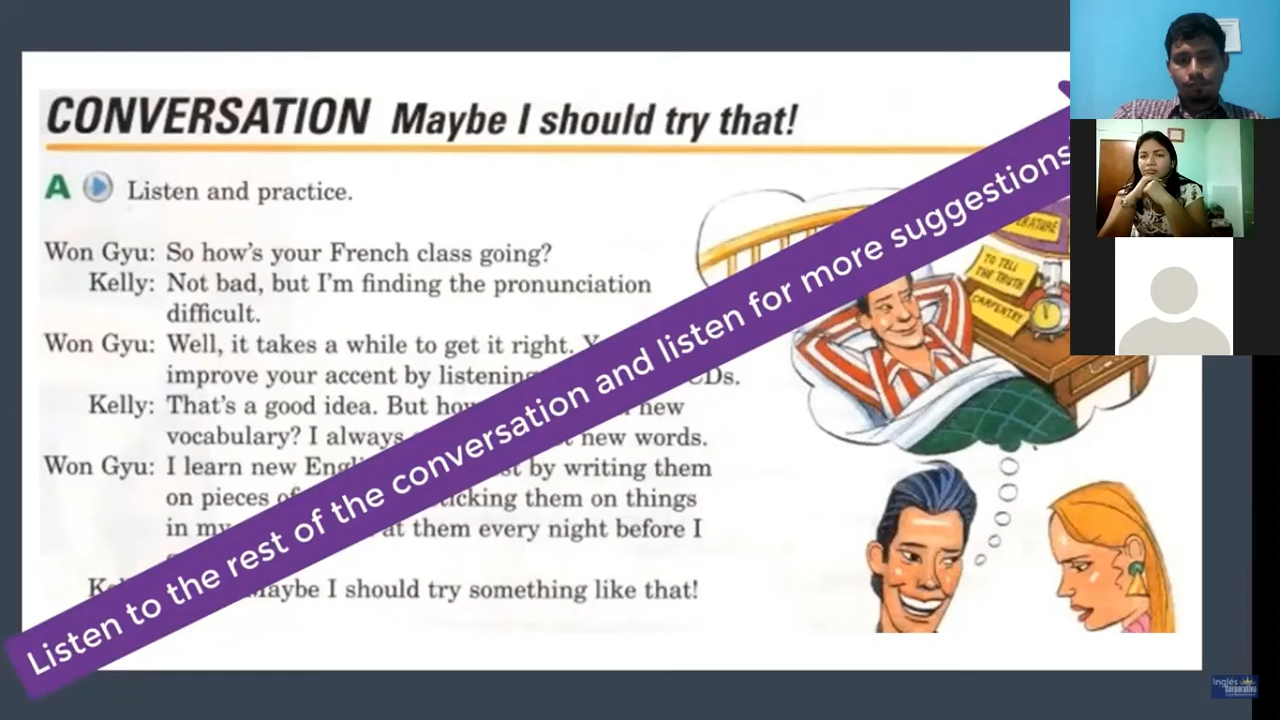 CONVERSATION Maybe I should try that!
A Listen and practice.
Won Gyu: So how's your French class going?
Kelly: Not bad, but I'm finding the pronunciation
difficult.
Won Gyu: Well, it takes a while to get it right.
improve your accent by listening CDs.
Kelly: That's a good idea. But how new
vocabulary? I always new words.
Won Gyu: I learn new by writing them
on pieces sticking them on things
in my at them every night before I
Maybe I should try something like that!
Listen to the rest of the conversation and listen for more suggestions
TO TELL
THE TRUTH
CARPENTRY
Inglés
Corporativo